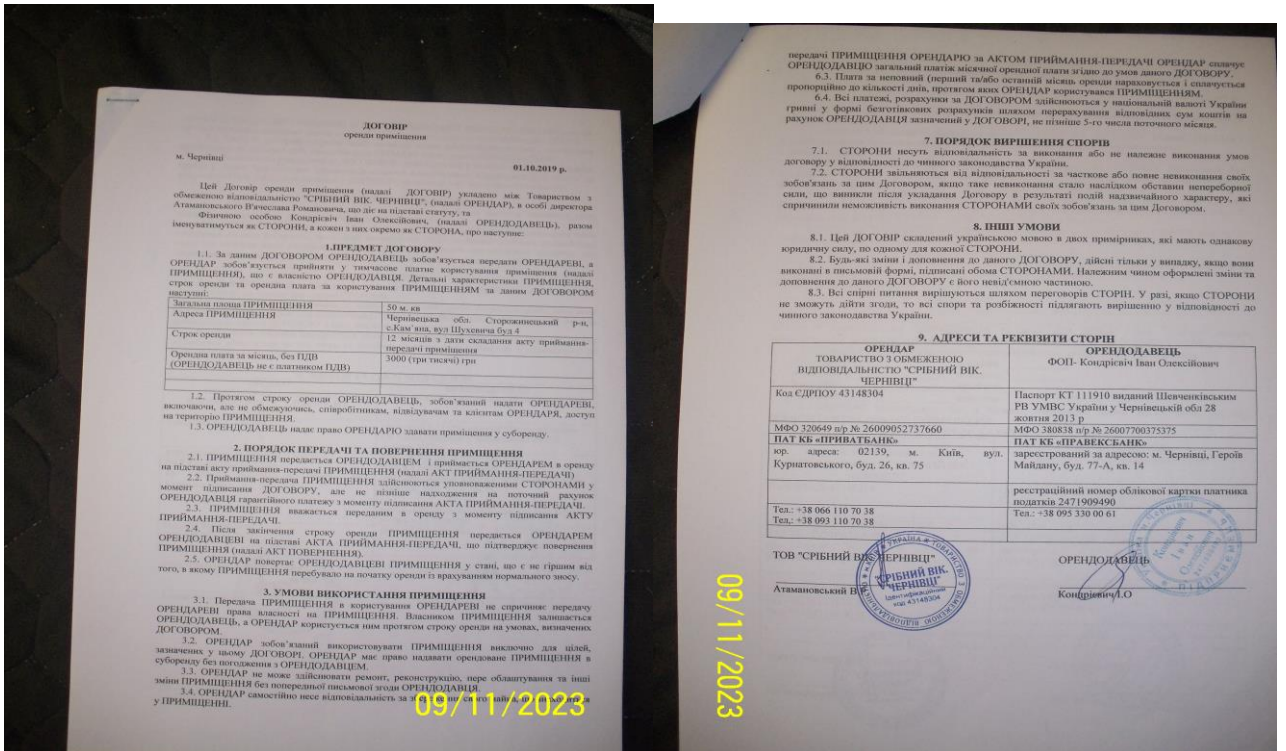 ДОГОВІР
оренди приміщення
м. Чернівці
01.10.2019 р.
Цей Договір оренди приміщення (надалі ДОГОВІР) укладено між Товариством з
обмеженою відповідальністю "СРІБНИЙ ВІК. ЧЕРНІВЦІ", (надалі ОРЕНДАР), в особі директора
Атамановського В'ячеслава Романовича, що діє на підставі статуту, та
Фізичною особою Кондрієвіч Іван Олексійович, (надалі ОРЕНДОДАВЕЦЬ), разом
іменуватимуться як СТОРОНИ, а кожен з них окремо як СТОРОНА, про наступне:
1.ПРЕДМЕТ ДОГОВОРУ
1.1. За даним ДОГОВОРОМ ОРЕНДОДАВЕЦЬ зобов'язується передати ОРЕНДАРЕВІ, а
ОРЕНДАР зобов'язується прийняти у тимчасове платне користування приміщення (надалі
ПРИМІЩЕННЯ), що є власністю ОРЕНДОДАВЦЯ. Детальні характеристики ПРИМІЩЕННЯ,
строк оренди та орендна плата за користування ПРИМІЩЕННЯМ за даним ДОГОВОРОМ
наступні:
Загальна площа ПРИМІЩЕННЯ 50 м. кв
Адреса ПРИМІЩЕННЯ Чернівецька обл. Сторожинецький р-н,
с.Кам'яна, вул Шухевича буд 4
Строк оренди 12 місяців з дати складання акту приймання-
передачі приміщення
Орендна плата за місяць, без ПДВ 3000 (три тисячі) грн
(ОРЕНДОДАВЕЦЬ не є платником ПДВ)
1.2. Протягом строку оренди ОРЕНДОДАВЕЦЬ, зобов'язаний надати ОРЕНДАРЕВІ,
включаючи, але не обмежуючись, співробітникам, відвідувачам та клієнтам ОРЕНДАРЯ, доступ
на територію ПРИМІЩЕННЯ.
1.3. ОРЕНДОДАВЕЦЬ надає право ОРЕНДАРЮ здавати приміщення у суборенду.
2. ПОРЯДОК ПЕРЕДАЧІ ТА ПОВЕРНЕННЯ ПРИМІЩЕННЯ
2.1. ПРИМІЩЕННЯ передається ОРЕНДОДАВЦЕМ і приймається ОРЕНДАРЕМ в оренду
на підставі акту приймання-передачі ПРИМІЩЕННЯ (надалі АКТ ПРИЙМАННЯ-ПЕРЕДАЧІ)
2.2. Приймання-передача ПРИМІЩЕННЯ здійснюються уповноваженими СТОРОНАМИ у
момент підписання ДОГОВОРУ, але не пізніше надходження на поточний рахунок
ОРЕНДОДАВЦЯ гарантійного платежу з моменту підписання АКТА ПРИЙМАННЯ-ПЕРЕДАЧІ.
2.3. ПРИМІЩЕННЯ вважається переданим в оренду з моменту підписання АКТУ
ПРИЙМАННЯ-ПЕРЕДАЧІ.
2.4. Після закінчення строку оренди ПРИМІЩЕННЯ передається ОРЕНДАРЕМ
ОРЕНДОДАВЦЕВІ на підставі АКТА ПРИЙМАННЯ-ПЕРЕДАЧІ, що підтверджує повернення
ПРИМІЩЕННЯ (надалі АКТ ПОВЕРНЕННЯ).
2.5. ОРЕНДАР повертає ОРЕНДОДАВЦЕВІ ПРИМІЩЕННЯ у стані, що є не гіршим від
того, в якому ПРИМІЩЕННЯ перебувало на початку оренди із врахуванням нормального зносу.
3. УМОВИ ВИКОРИСТАННЯ ПРИМІЩЕННЯ
3.1. Передача ПРИМІЩЕННЯ в користування ОРЕНДАРЕВІ не спричиняє передачу
ОРЕНДАРЕВІ права власності на ПРИМІЩЕННЯ. Власником ПРИМІЩЕННЯ залишається
ОРЕНДОДАВЕЦЬ, а ОРЕНДАР користується ним протягом строку оренди на умовах, визначених
ДОГОВОРОМ.
3.2. ОРЕНДАР зобов'язаний використовувати ПРИМІЩЕННЯ виключно для цілей,
зазначених у цьому ДОГОВОРІ. ОРЕНДАР має право надавати орендоване ПРИМІЩЕННЯ в
суборенду без погодження з ОРЕНДОДАВЦЕМ.
3.3. ОРЕНДАР не може здійснювати ремонт, реконструкцію, пере облаштування та інші
зміни ПРИМІЩЕННЯ без попередньої письмової згоди ОРЕНДОДАВЦЯ.
3.4. ОРЕНДАР самостійно несе відповідальність за
у ПРИМІЩЕННІ.
09/11/2023
передачі ПРИМІЩЕННЯ ОРЕНДАРЮ за АКТОМ ПРИЙМАННЯ-ПЕРЕДАЧІ ОРЕНДАР сплачує
ОРЕНДОДАВЦЮ загальний платіж місячної орендної плати згідно до умов даного ДОГОВОРУ.
6.3. Плата за неповний (перший та/або останній місяць оренди нараховується і сплачується
пропорційно до кількості днів, протягом яких ОРЕНДАР користувався ПРИМІЩЕННЯМ.
6.4. Всі платежі, розрахунки за ДОГОВОРОМ здійснюються у національній валюті України
гривні у формі безготівкових розрахунків шляхом перерахування відповідних сум коштів на
рахунок ОРЕНДОДАВЦЯ зазначений у ДОГОВОРІ, не пізніше 5-го числа поточного місяця.
7. ПОРЯДОК ВИРІШЕННЯ СПОРІВ
7.1. СТОРОНИ несуть відповідальність за виконання або не належне виконання умов
договору у відповідності до чинного законодавства України.
7.2. СТОРОНИ звільняються від відповідальності за часткове або повне невиконання своїх
зобов'язань за цим Договором, якщо таке невиконання стало наслідком обставин непереборної
сили, що виникли після укладання Договору в результаті подій надзвичайного характеру, які
спричинили неможливість виконання СТОРОНАМИ своїх зобов'язань за цим Договором.
8. ІНШІ УМОВИ
8.1. Цей ДОГОВІР складений українською мовою в двох примірниках, які мають однакову
юридичну силу, по одному для кожної СТОРОНИ.
8.2. Будь-які зміни і доповнення до даного ДОГОВОРУ, дійсні тільки у випадку, якщо вони
виконані в письмовій формі, підписані обома СТОРОНАМИ. Належним чином оформлені зміни та
доповнення до даного ДОГОВОРУ є його невід'ємною частиною.
8.3. Всі спірні питання вирішуються шляхом переговорів СТОРІН. У разі, якщо СТОРОНИ
не зможуть дійти згоди, то всі спори та розбіжності підлягають вирішенню у відповідності до
чинного законодавства України.
9. АДРЕСИ ТА РЕКВІЗИТИ СТОРІН
ОРЕНДАР ОРЕНДОДАВЕЦЬ
ТОВАРИСТВО З ОБМЕЖЕНОЮ ФОП- Кондрієвіч Іван Олексійович
ВІДПОВІДАЛЬНІСТЮ "СРІБНИЙ ВІК.
ЧЕРНІВЦІ"
Код ЄДРПОУ 43148304 Паспорт КТ 111910 виданий Шевченківським
РВ УМВС України у Чернівецькій обл 28
жовтня 2013 р
МФО 320649 п/р № 26009052737660 МФО 380838 п/р № 26007700375375
ПАТ КБ «ПРИВАТБАНК» ПАТ КБ «ПРАВЕКСБАНК»
юр. адреса: 02139, м. Київ, вул. зареєстрований за адресою: м. Чернівці, Героїв
Курнатовського, буд. 26, кв. 75 Майдану, буд. 77-А, кв. 14
реєстраційний номер облікової картки платника
податків 2471909490
Тел.: +38 066 110 70 38 Тел.: +38 095 330 00 61
Тел.: +38 093 110 70 38
ТОВ "СРІБНИЙ ВІК. ЧЕРНІВЦІ" ОРЕНДОДАВЕЦЬ
Атамановський В.Р. Кондрієвич І.О
"СРІБНИЙ ВІК.
ЧЕРНІВЦІ"
Ідентифікаційний
код 43148304
09/11/2023